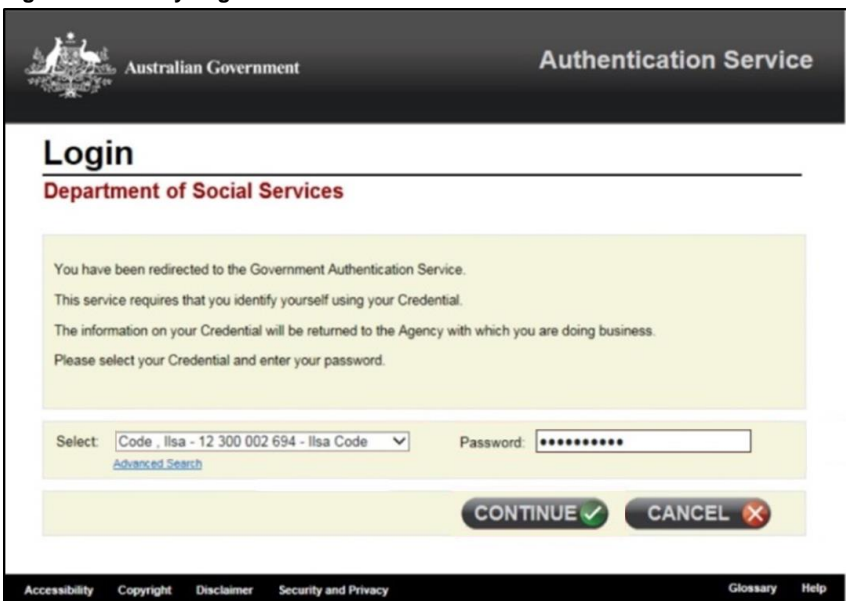 Australian Government
Authentication Service
Login
Department of Social Services
You have been redirected to the Government Authentication Service.
This service requires that you identify yourself using your Credential.
The information on your Credential will be returned to the Agency with which you are doing business.
Please select your Credential and enter your password.
Select: Code , Ilsa - 12 300 002 694 - Ilsa Code Password: ••••••••••
Advanced Search
CONTINUE CANCEL
Accessibility Copyright Disclaimer Security and Privacy Glossary Help